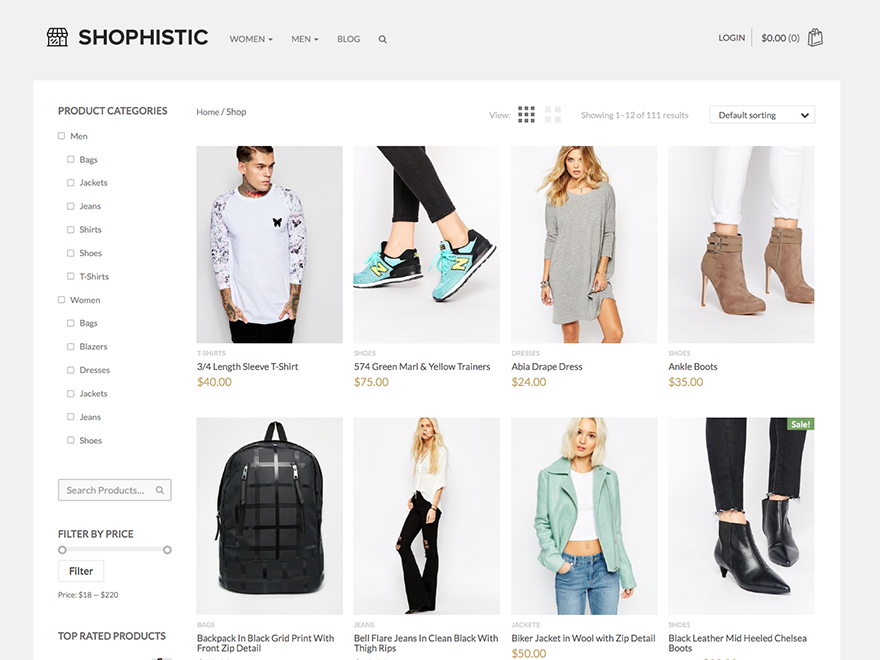 SHOPHISTIC
WOMEN
MEN
BLOG
LOGIN
$0.00 (0)
PRODUCT CATEGORIES
Men
Bags
Jackets
Jeans
Shirts
Shoes
T-Shirts
Women
Bags
Blazers
Dresses
Jackets
Jeans
Shoes
Search Products...
FILTER BY PRICE
Filter
Price: $18 — $220
TOP RATED PRODUCTS
Home / Shop
View:
Showing 1–12 of 111 results
Default sorting
T-SHIRTS
3/4 Length Sleeve T-Shirt
$40.00
N
N
SHOES
574 Green Marl & Yellow Trainers
$75.00
DRESSES
Abia Drape Dress
$24.00
SHOES
Ankle Boots
$35.00
BAGS
Backpack In Black Grid Print With
Front Zip Detail
JEANS
Bell Flare Jeans In Clean Black With
Thigh Rips
JACKETS
Biker Jacket in Wool with Zip Detail
$50.00
Sale!
SHOES
Black Leather Mid Heeled Chelsea
Boots